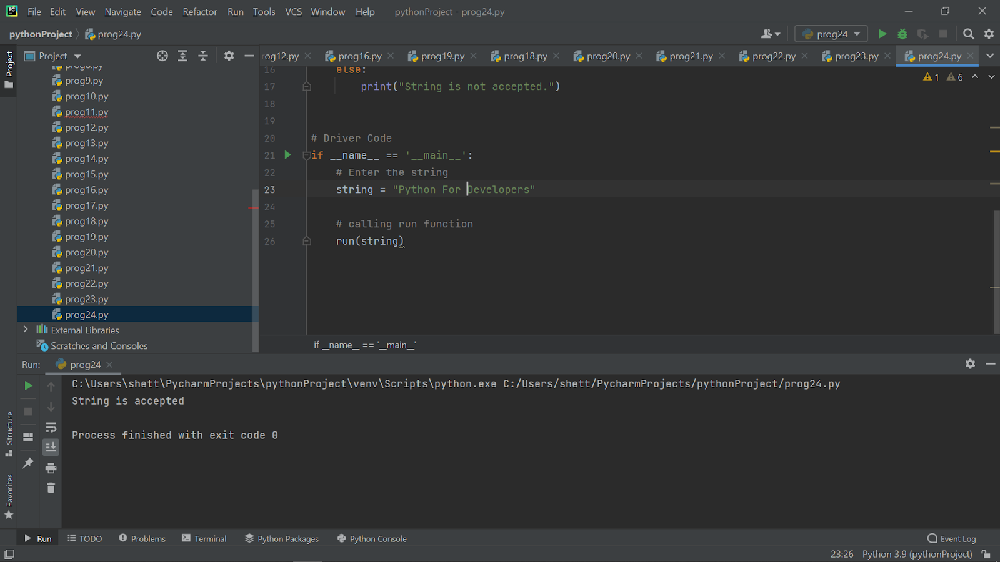 PC File Edit View Navigate Code Refactor Run Tools VCS Window Help pythonProject - prog24.py
pythonProject prog24.py prog24
Project
Project
rog12.py prog16.py prog19.py prog18.py prog20.py prog21.py prog22.py prog23.py prog24.py
prog8.py
prog9.py
prog10.py
prog11.py
prog12.py
prog13.py
prog14.py
prog15.py
prog16.py
prog17.py
prog18.py
prog19.py
prog20.py
prog21.py
prog22.py
prog23.py
prog24.py
External Libraries
Scratches and Consoles
1 6
16 else:
17 print("String is not accepted.")
18
19
20 # Driver Code
21 if __name__ == '__main__':
22 # Enter the string
23 string = "Python For Developers"
24
25 # calling run function
26 run(string)
if __name__ == '__main__'
Run: prog24
C:\Users\shett\PycharmProjects\pythonProject\venv\Scripts\python.exe C:/Users/shett/PycharmProjects/pythonProject/prog24.py
String is accepted
Process finished with exit code 0
Structure
Favorites
Run TODO Problems Terminal Python Packages Python Console Event Log
23:26 Python 3.9 (pythonProject)